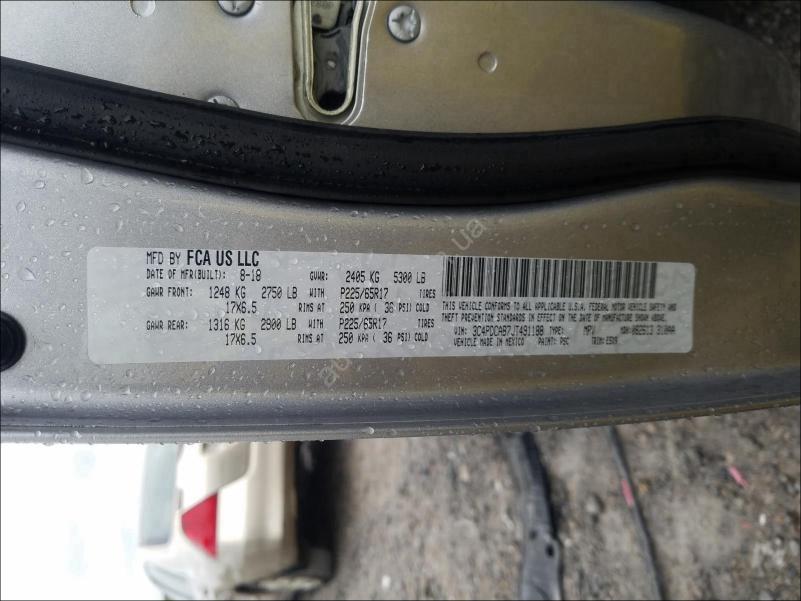 MFD BY FCA US LLC
DATE OF MFR(BUILT): 8-18 GVWR: 2405 KG 5300 LB
GAWR FRONT: 1248 KG 2750 LB WITH P225/65R17 TIRES
17X6.5 RIMS AT 250 KPA ( 36 PSI) COLD
GAWR REAR: 1316 KG 2900 LB WITH P225/65R17 TIRES
17X6.5 RIMS AT 250 KPA ( 36 PSI) COLD
THIS VEHICLE CONFORMS TO ALL APPLICABLE U.S.A. FEDERAL MOTOR VEHICLE SAFETY AND
THEFT PREVENTION STANDARDS IN EFFECT ON THE DATE OF MANUFACTURE SHOWN ABOVE.
VIN: 3C4PDCAB7JT491188 TYPE: MPV MDH: 082613
VEHICLE MADE IN MEXICO PAINT: PSC TRIM: